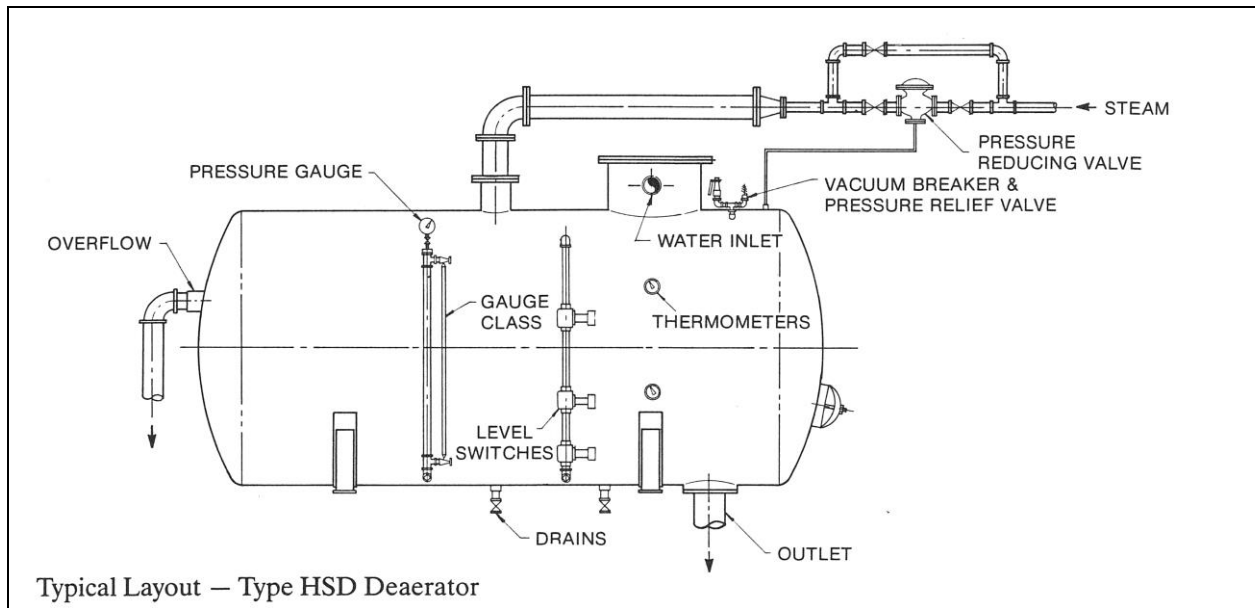 STEAM
PRESSURE
REDUCING VALVE
PRESSURE GAUGE
VACUUM BREAKER &
PRESSURE RELIEF VALVE
OVERFLOW
WATER INLET
GAUGE
CLASS
THERMOMETERS
LEVEL
SWITCHES
DRAINS
OUTLET
Typical Layout — Type HSD Deaerator